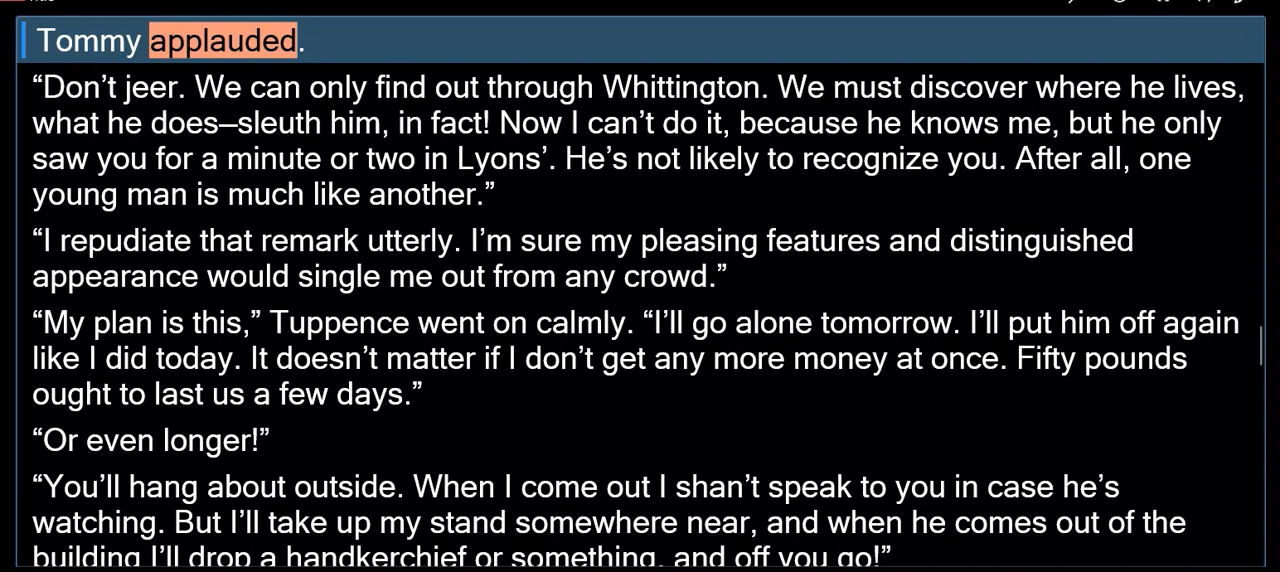 Tommy applauded.
“Don’t jeer. We can only find out through Whittington. We must discover where he lives,
what he does—sleuth him, in fact! Now I can’t do it, because he knows me, but he only
saw you for a minute or two in Lyons’. He’s not likely to recognize you. After all, one
young man is much like another.”
“I repudiate that remark utterly. I’m sure my pleasing features and distinguished
appearance would single me out from any crowd.”
“My plan is this,” Tuppence went on calmly. “I’ll go alone tomorrow. I’ll put him off again
like I did today. It doesn’t matter if I don’t get any more money at once. Fifty pounds
ought to last us a few days.”
“Or even longer!”
“You’ll hang about outside. When I come out I shan’t speak to you in case he’s
watching. But I’ll take up my stand somewhere near, and when he comes out of the
building I’ll drop a handkerchief or something, and off you go!”